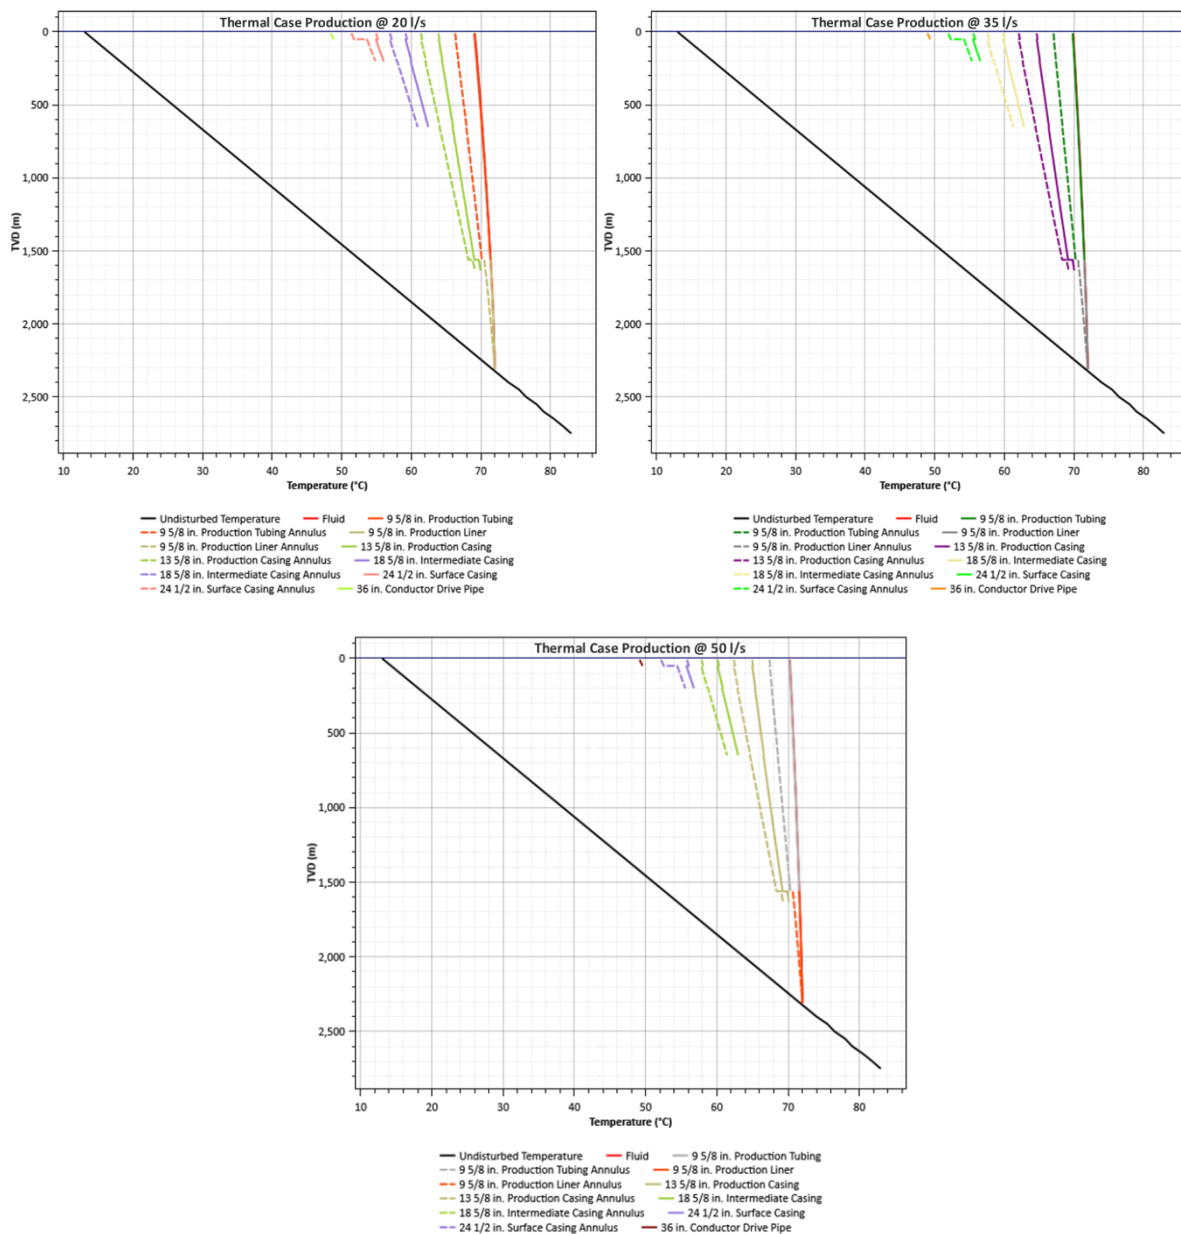 Thermal Case Production @ 20 l/s
0
500
1,000
1,500
2,000
2,500
TVD (m)
10 20 30 40 50 60 70 80
Temperature (°C)
Undisturbed Temperature Fluid 9 5/8 in. Production Tubing
9 5/8 in. Production Tubing Annulus 9 5/8 in. Production Liner
9 5/8 in. Production Liner Annulus 13 5/8 in. Production Casing
13 5/8 in. Production Casing Annulus 18 5/8 in. Intermediate Casing
18 5/8 in. Intermediate Casing Annulus 24 1/2 in. Surface Casing
24 1/2 in. Surface Casing Annulus 36 in. Conductor Drive Pipe
Thermal Case Production @ 35 l/s
0
500
1,000
1,500
2,000
2,500
TVD (m)
10 20 30 40 50 60 70 80
Temperature (°C)
Undisturbed Temperature Fluid 9 5/8 in. Production Tubing
9 5/8 in. Production Tubing Annulus 9 5/8 in. Production Liner
9 5/8 in. Production Liner Annulus 13 5/8 in. Production Casing
13 5/8 in. Production Casing Annulus 18 5/8 in. Intermediate Casing
18 5/8 in. Intermediate Casing Annulus 24 1/2 in. Surface Casing
24 1/2 in. Surface Casing Annulus 36 in. Conductor Drive Pipe
Thermal Case Production @ 50 l/s
0
500
1,000
1,500
2,000
2,500
TVD (m)
10 20 30 40 50 60 70 80
Temperature (°C)
Undisturbed Temperature Fluid 9 5/8 in. Production Tubing
9 5/8 in. Production Tubing Annulus 9 5/8 in. Production Liner
9 5/8 in. Production Liner Annulus 13 5/8 in. Production Casing
13 5/8 in. Production Casing Annulus 18 5/8 in. Intermediate Casing
18 5/8 in. Intermediate Casing Annulus 24 1/2 in. Surface Casing
24 1/2 in. Surface Casing Annulus 36 in. Conductor Drive Pipe